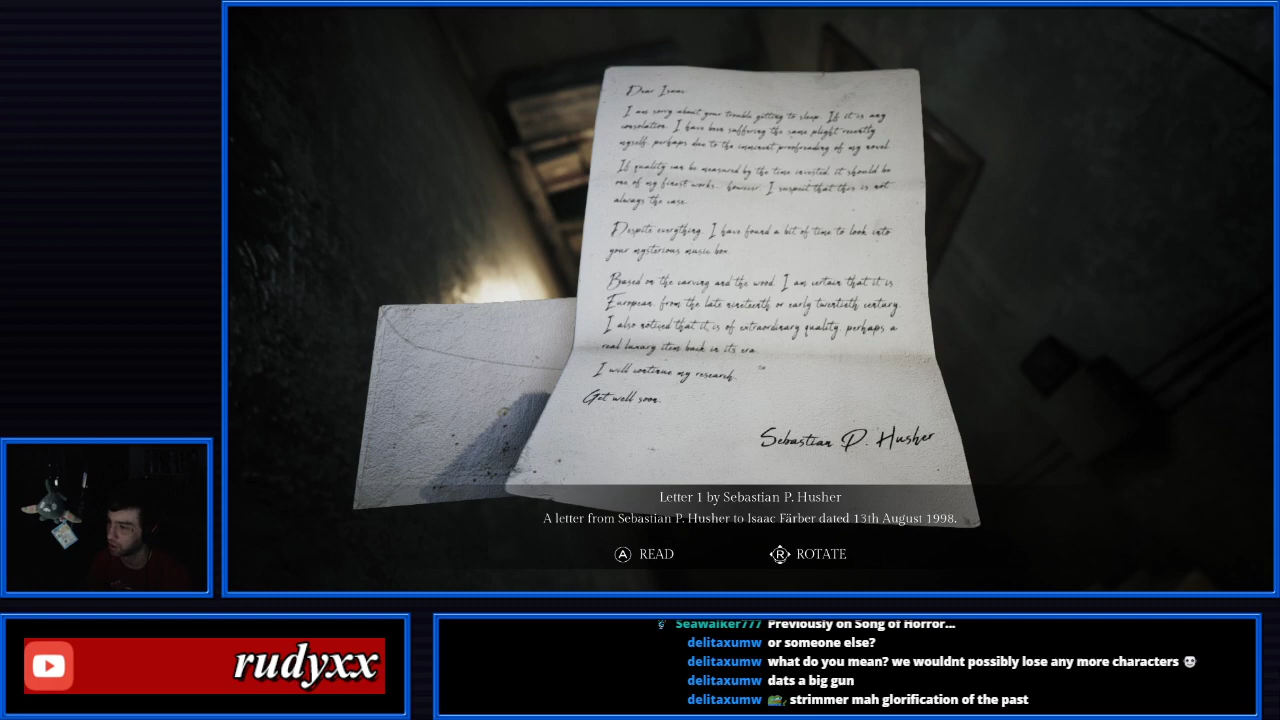 Dear Isaac
I am sorry about your trouble getting to sleep. If it is any
consolation, I have been suffering the same plight recently
myself, perhaps due to the imminent proofreading of my novel.
If quality can be measured by the time invested, it should be
one of my finest works... however, I suspect that this is not
always the case.
Despite everything, I have found a bit of time to look into
your mysterious music box.
Based on the carving and the wood, I am certain that it is
European, from the late nineteenth or early twentieth century.
I also noticed that it is of extraordinary quality, perhaps a
real luxury item back in its era.
I will continue my research.
Get well soon.
Sebastian P. Husher
Letter 1 by Sebastian P. Husher
A letter from Sebastian P. Husher to Isaac Färber dated 13th August 1998.
A READ
R ROTATE
rudyxx
Seawalker777 Previously on Song of Horror...
delitaxumw or someone else?
delitaxumw what do you mean? we wouldnt possibly lose any more characters
delitaxumw dats a big gun
delitaxumw strimmer mah glorification of the past